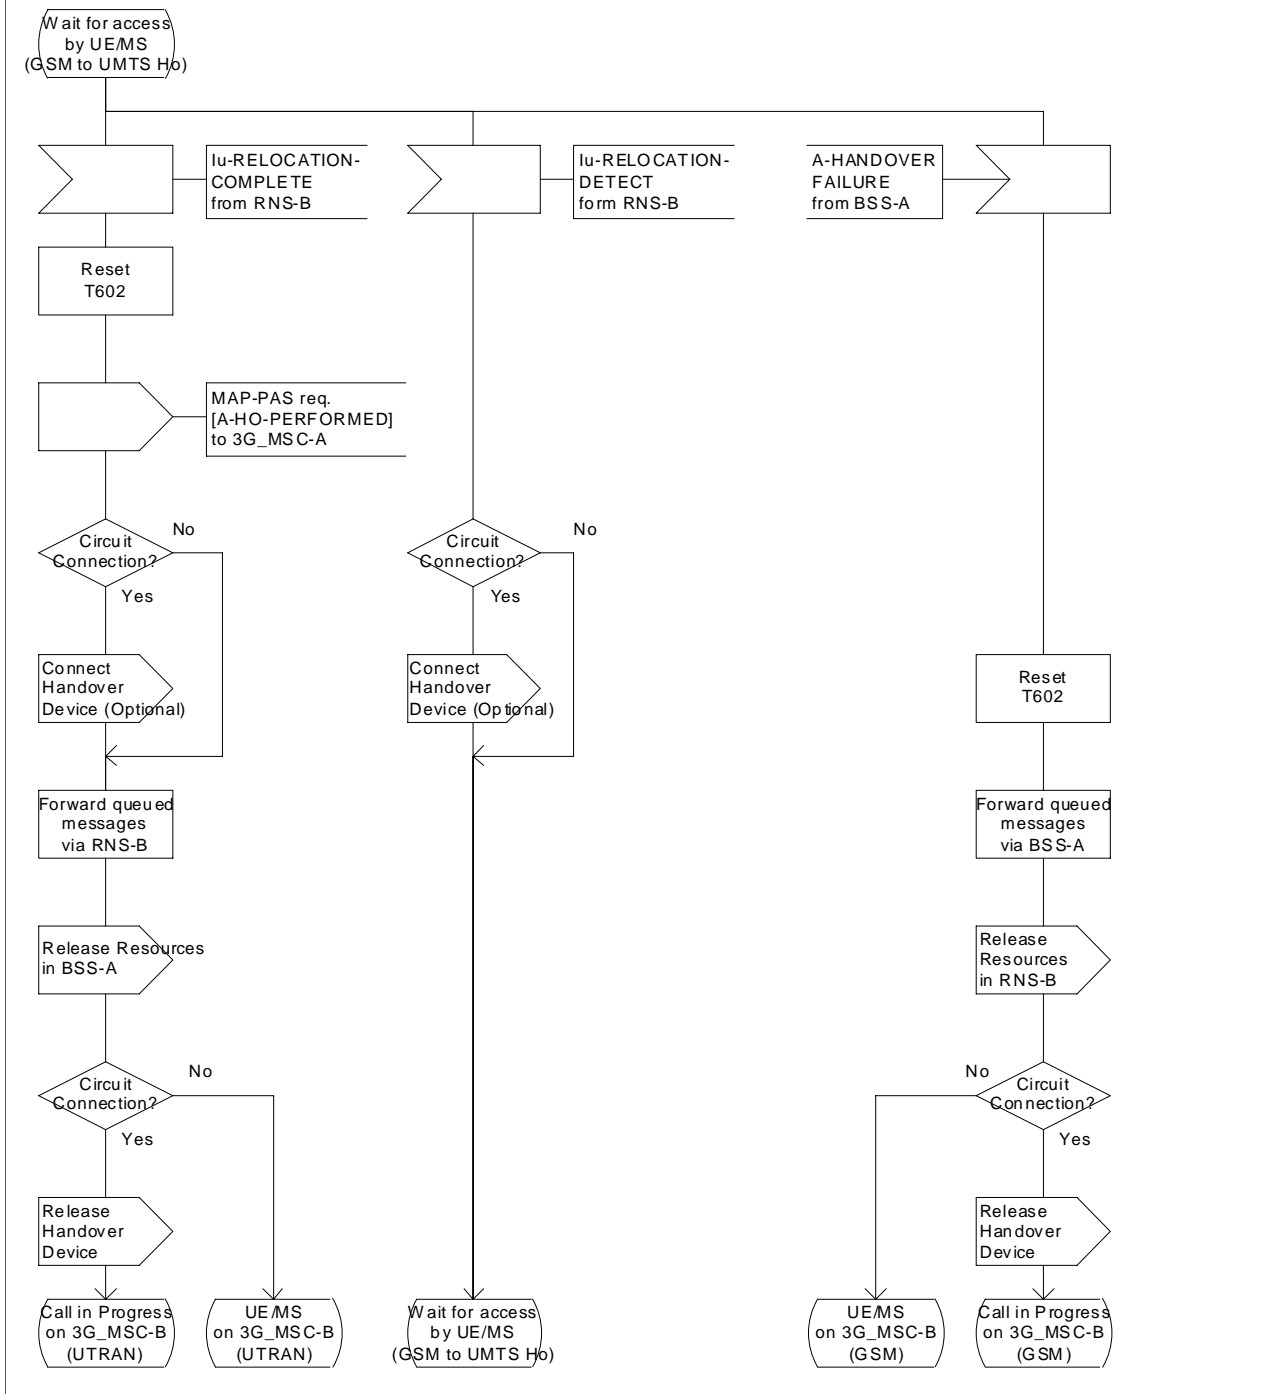 Wait for access
by UE/MS
(GSM to UMTS Ho)
Iu-RELOCATION-
COMPLETE
from RNS-B
Iu-RELOCATION-
DETECT
form RNS-B
A-HANDOVER
FAILURE
from BSS-A
Reset
T602
MAP-PAS req.
[A-HO-PERFORMED]
to 3G_MSC-A
Circuit
Connection?
No
Yes
Circuit
Connection?
No
Yes
Connect
Handover
Device (Optional)
Connect
Handover
Device (Optional)
Reset
T602
Forward queued
messages
via RNS-B
Forward queued
messages
via BSS-A
Release Resources
in BSS-A
Release
Resources
in RNS-B
Circuit
Connection?
No
Yes
No
Circuit
Connection?
Yes
Release
Handover
Device
Release
Handover
Device
Call in Progress
on 3G_MSC-B
(UTRAN)
UE/MS
on 3G_MSC-B
(UTRAN)
Wait for access
by UE/MS
(GSM to UMTS Ho)
UE/MS
on 3G_MSC-B
(GSM)
Call in Progress
on 3G_MSC-B
(GSM)